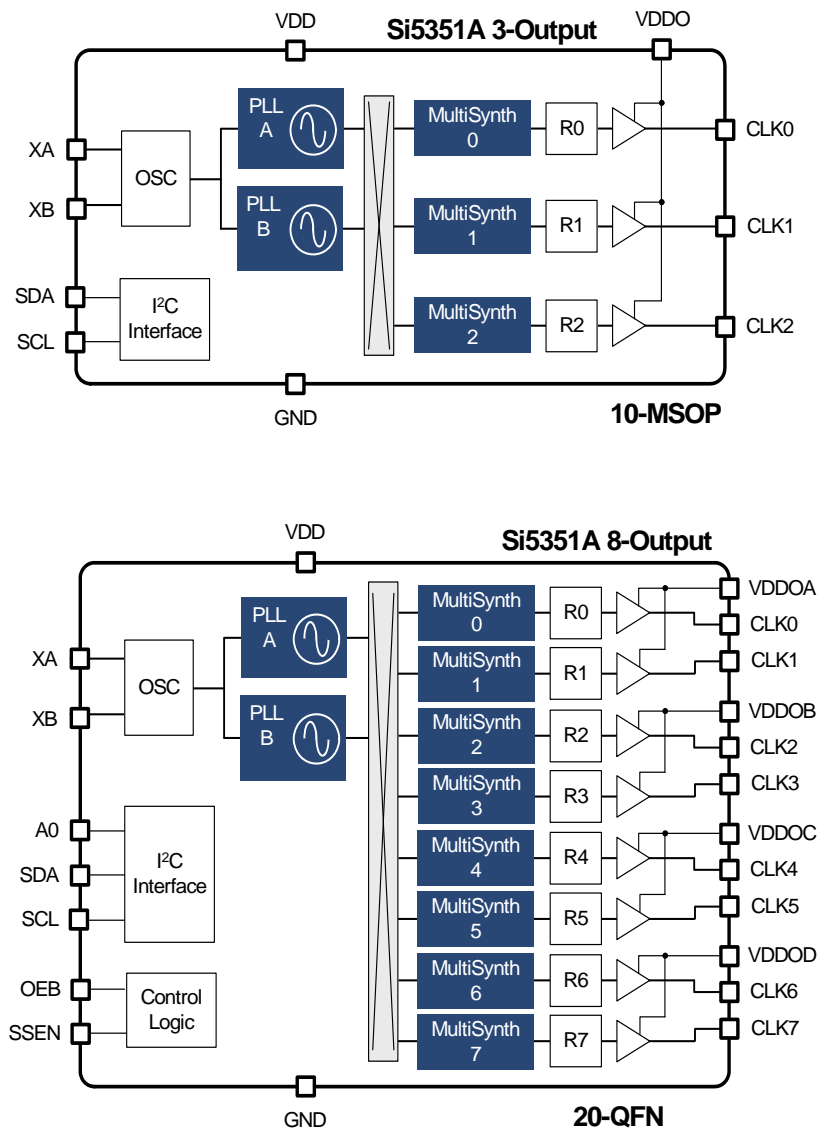 VDD
Si5351A 3-Output
VDDO
PLL
A
MultiSynth
0
R0
CLK0
XA
OSC
XB
PLL
B
MultiSynth
1
R1
CLK1
SDA
I²C
Interface
SCL
MultiSynth
2
R2
CLK2
GND
10-MSOP
VDD
Si5351A 8-Output
PLL
A
MultiSynth
0
R0
VDDOA
CLK0
XA
OSC
XB
MultiSynth
1
R1
CLK1
PLL
B
MultiSynth
2
R2
VDDOB
CLK2
MultiSynth
3
R3
CLK3
A0
I²C
Interface
SDA
SCL
MultiSynth
4
R4
VDDOC
CLK4
MultiSynth
5
R5
CLK5
OEB
Control
Logic
SSEN
MultiSynth
6
R6
VDDOD
CLK6
MultiSynth
7
R7
CLK7
GND
20-QFN